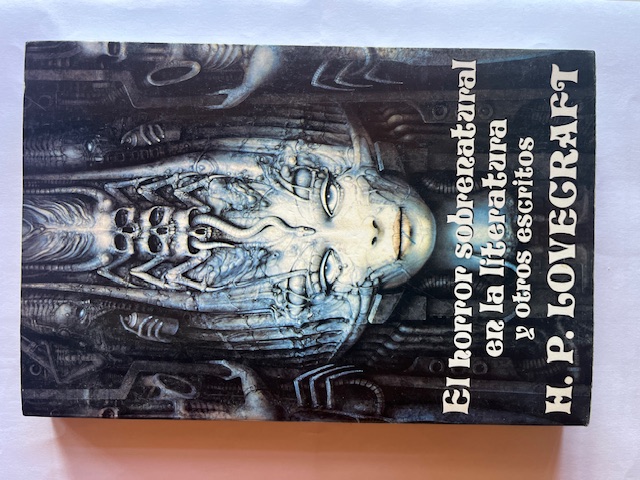 El horror sobrenatural
en la literatura
y otros escritos
H. P. LOVECRAFT